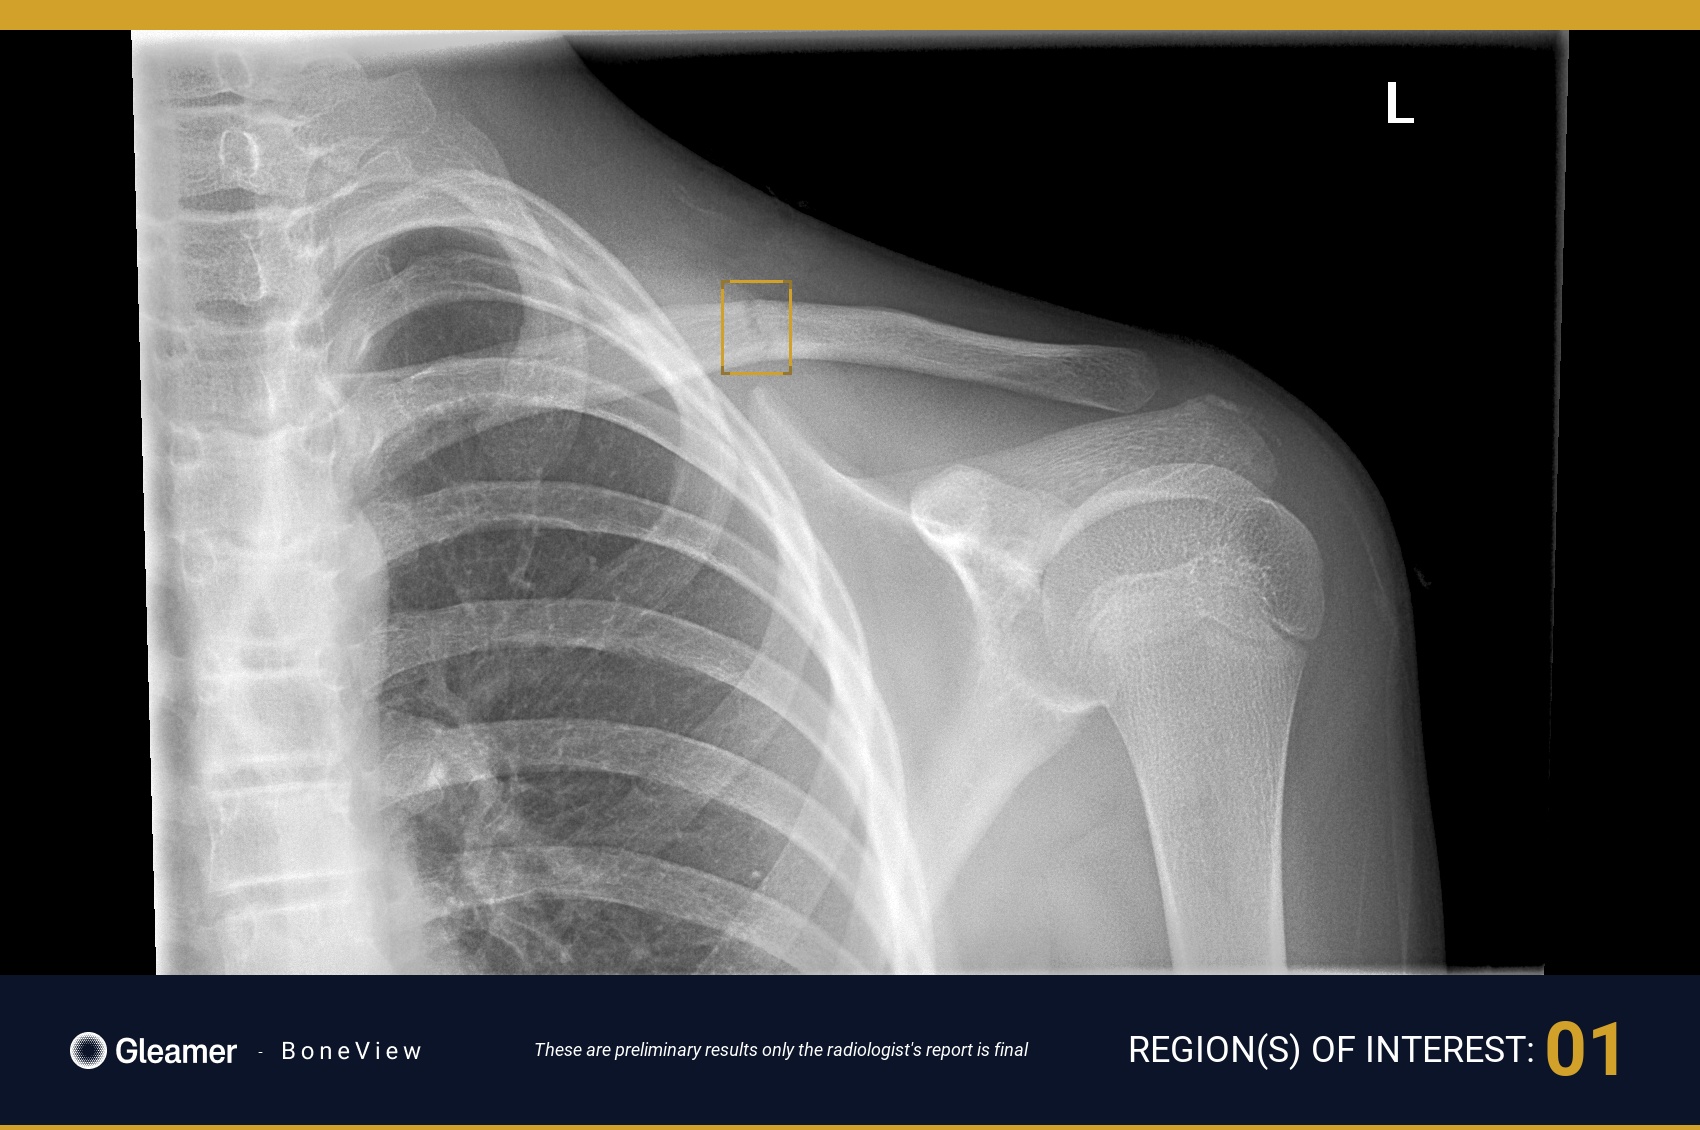 L
Gleamer - BoneView
These are preliminary results only the radiologist's report is final
REGION(S) OF INTEREST: 01